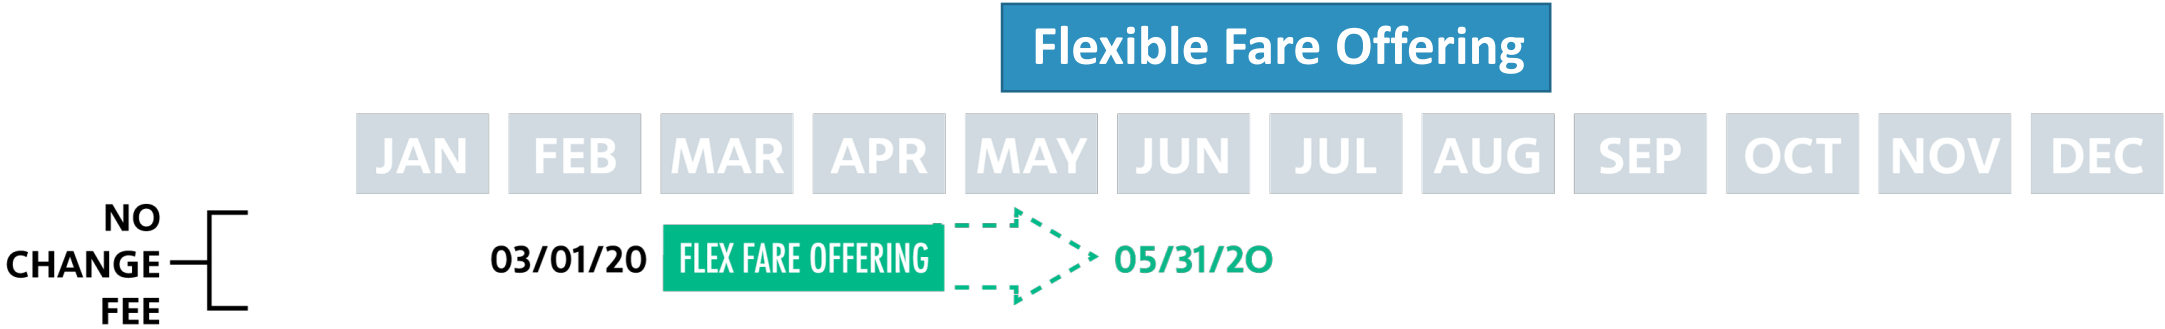 Flexible Fare Offering
JAN FEB MAR APR MAY JUN JUL AUG SEP OCT NOV DEC
NO
CHANGE
FEE
03/01/20 FLEX FARE OFFERING 05/31/20